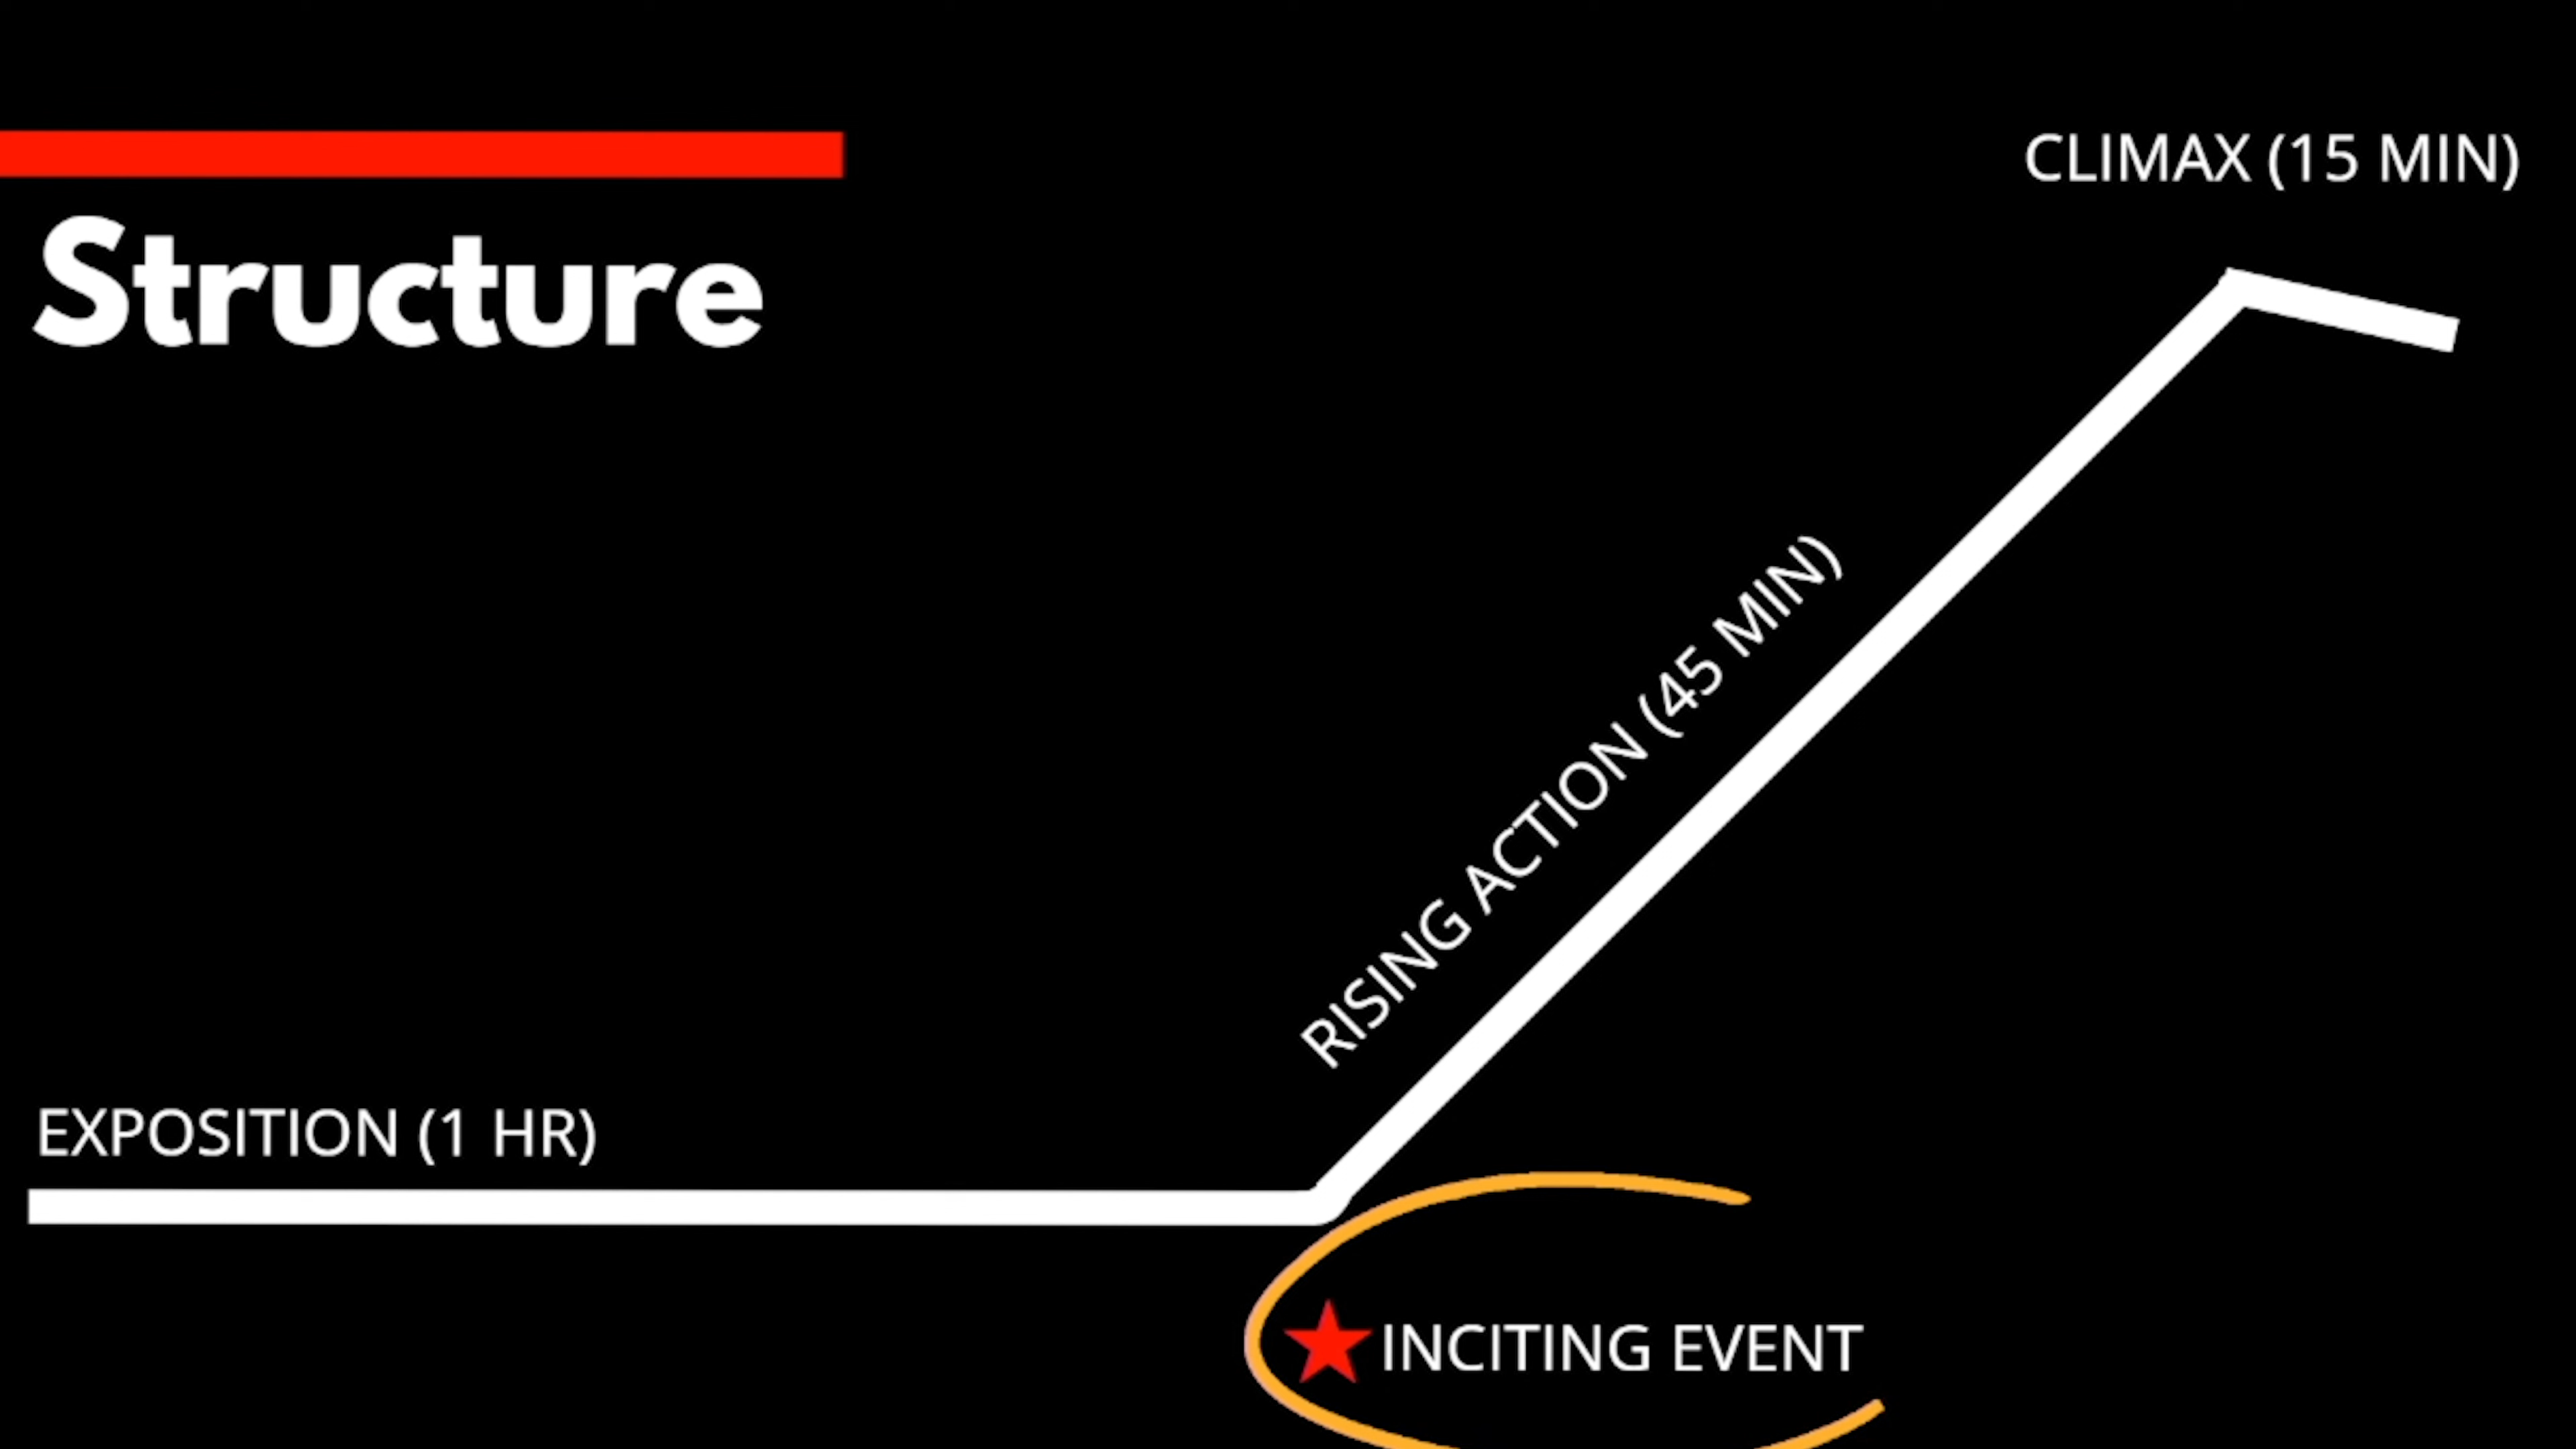 Structure
CLIMAX (15 MIN)
RISING ACTION (45 MIN)
EXPOSITION (1 HR)
INCITING EVENT